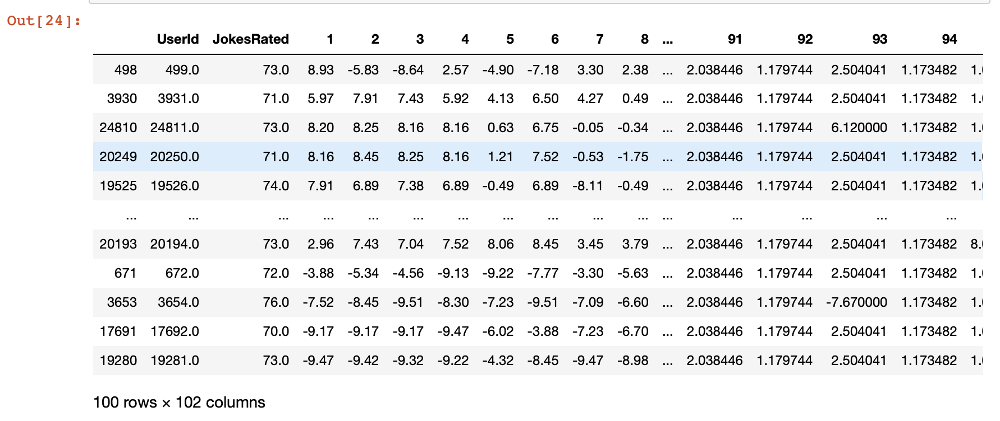 Out[24]:
UserId JokesRated 1 2 3 4 5 6 7 8 ... 91 92 93 94
498 499.0 73.0 8.93 -5.83 -8.64 2.57 -4.90 -7.18 3.30 2.38 ... 2.038446 1.179744 2.504041 1.173482 1.
3930 3931.0 71.0 5.97 7.91 7.43 5.92 4.13 6.50 4.27 0.49 ... 2.038446 1.179744 2.504041 1.173482 1.
24810 24811.0 73.0 8.20 8.25 8.16 8.16 0.63 6.75 -0.05 -0.34 ... 2.038446 1.179744 6.120000 1.173482 1.
20249 20250.0 71.0 8.16 8.45 8.25 8.16 1.21 7.52 -0.53 -1.75 ... 2.038446 1.179744 2.504041 1.173482 1.
19525 19526.0 74.0 7.91 6.89 7.38 6.89 -0.49 6.89 -8.11 -0.49 ... 2.038446 1.179744 2.504041 1.173482 1.
... ... ... ... ... ... ... ... ... ... ... ... ... ... ... ...
20193 20194.0 73.0 2.96 7.43 7.04 7.52 8.06 8.45 3.45 3.79 ... 2.038446 1.179744 2.504041 1.173482 8.
671 672.0 72.0 -3.88 -5.34 -4.56 -9.13 -9.22 -7.77 -3.30 -5.63 ... 2.038446 1.179744 2.504041 1.173482 1.
3653 3654.0 76.0 -7.52 -8.45 -9.51 -8.30 -7.23 -9.51 -7.09 -6.60 ... 2.038446 1.179744 -7.670000 1.173482 1.
17691 17692.0 70.0 -9.17 -9.17 -9.17 -9.47 -6.02 -3.88 -7.23 -6.70 ... 2.038446 1.179744 2.504041 1.173482 1.
19280 19281.0 73.0 -9.47 -9.42 -9.32 -9.22 -4.32 -8.45 -9.47 -8.98 ... 2.038446 1.179744 2.504041 1.173482 1.
100 rows × 102 columns